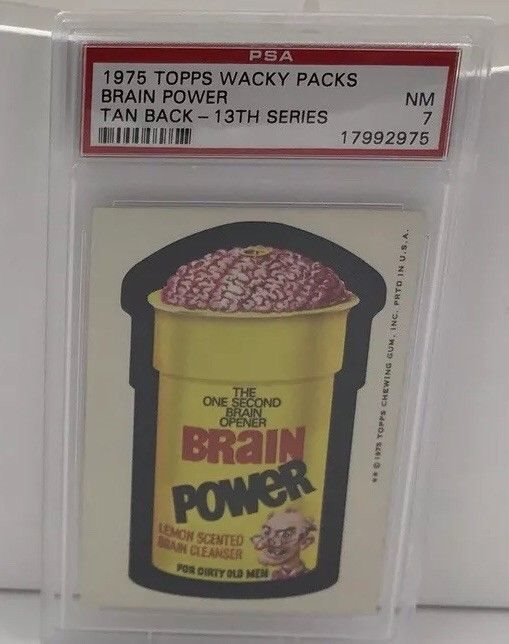 PSA
1975 TOPPS WACKY PACKS
BRAIN POWER
NM
TAN BACK – 13TH SERIES
7
17992975
THE
ONE SECOND
BRAIN
OPENER
BRaiN
POWeR
LEMON SCENTED
BRAIN CLEANSER
FOR DIRTY OLD MEN
** © 1975 TOPPS CHEWING GUM, INC. PRTD IN U.S.A.